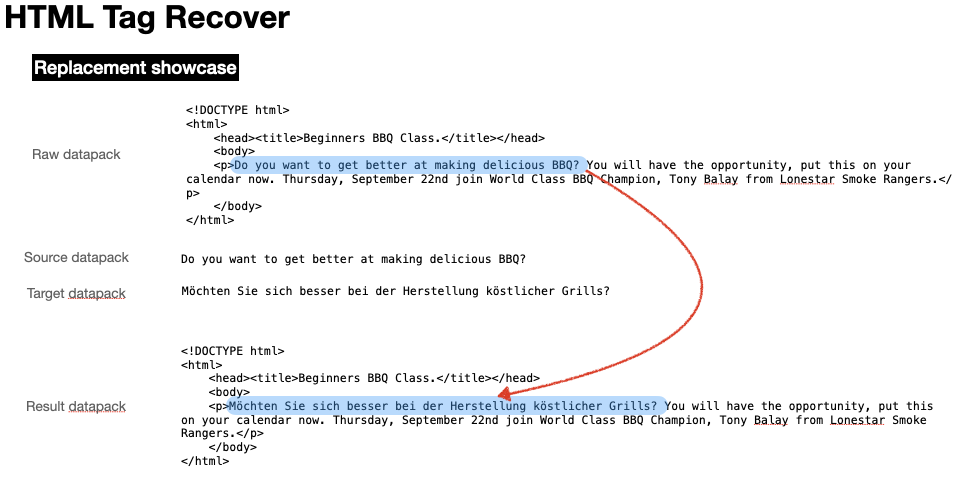 HTML Tag Recover
Replacement showcase
Raw datapack
<!DOCTYPE html>
<html>
    <head><title>Beginners BBQ Class.</title></head>
    <body>
    <p>Do you want to get better at making delicious BBQ? You will have the opportunity, put this on your
calendar now. Thursday, September 22nd join World Class BBQ Champion, Tony Balay from Lonestar Smoke Rangers.</
p>
    </body>
</html>
Source datapack
Do you want to get better at making delicious BBQ?
Target datapack
Möchten Sie sich besser bei der Herstellung köstlicher Grills?
Result datapack
<!DOCTYPE html>
<html>
    <head><title>Beginners BBQ Class.</title></head>
    <body>
    <p>Möchten Sie sich besser bei der Herstellung köstlicher Grills? You will have the opportunity, put this
on your calendar now. Thursday, September 22nd join World Class BBQ Champion, Tony Balay from Lonestar Smoke
Rangers.</p>
    </body>
</html>